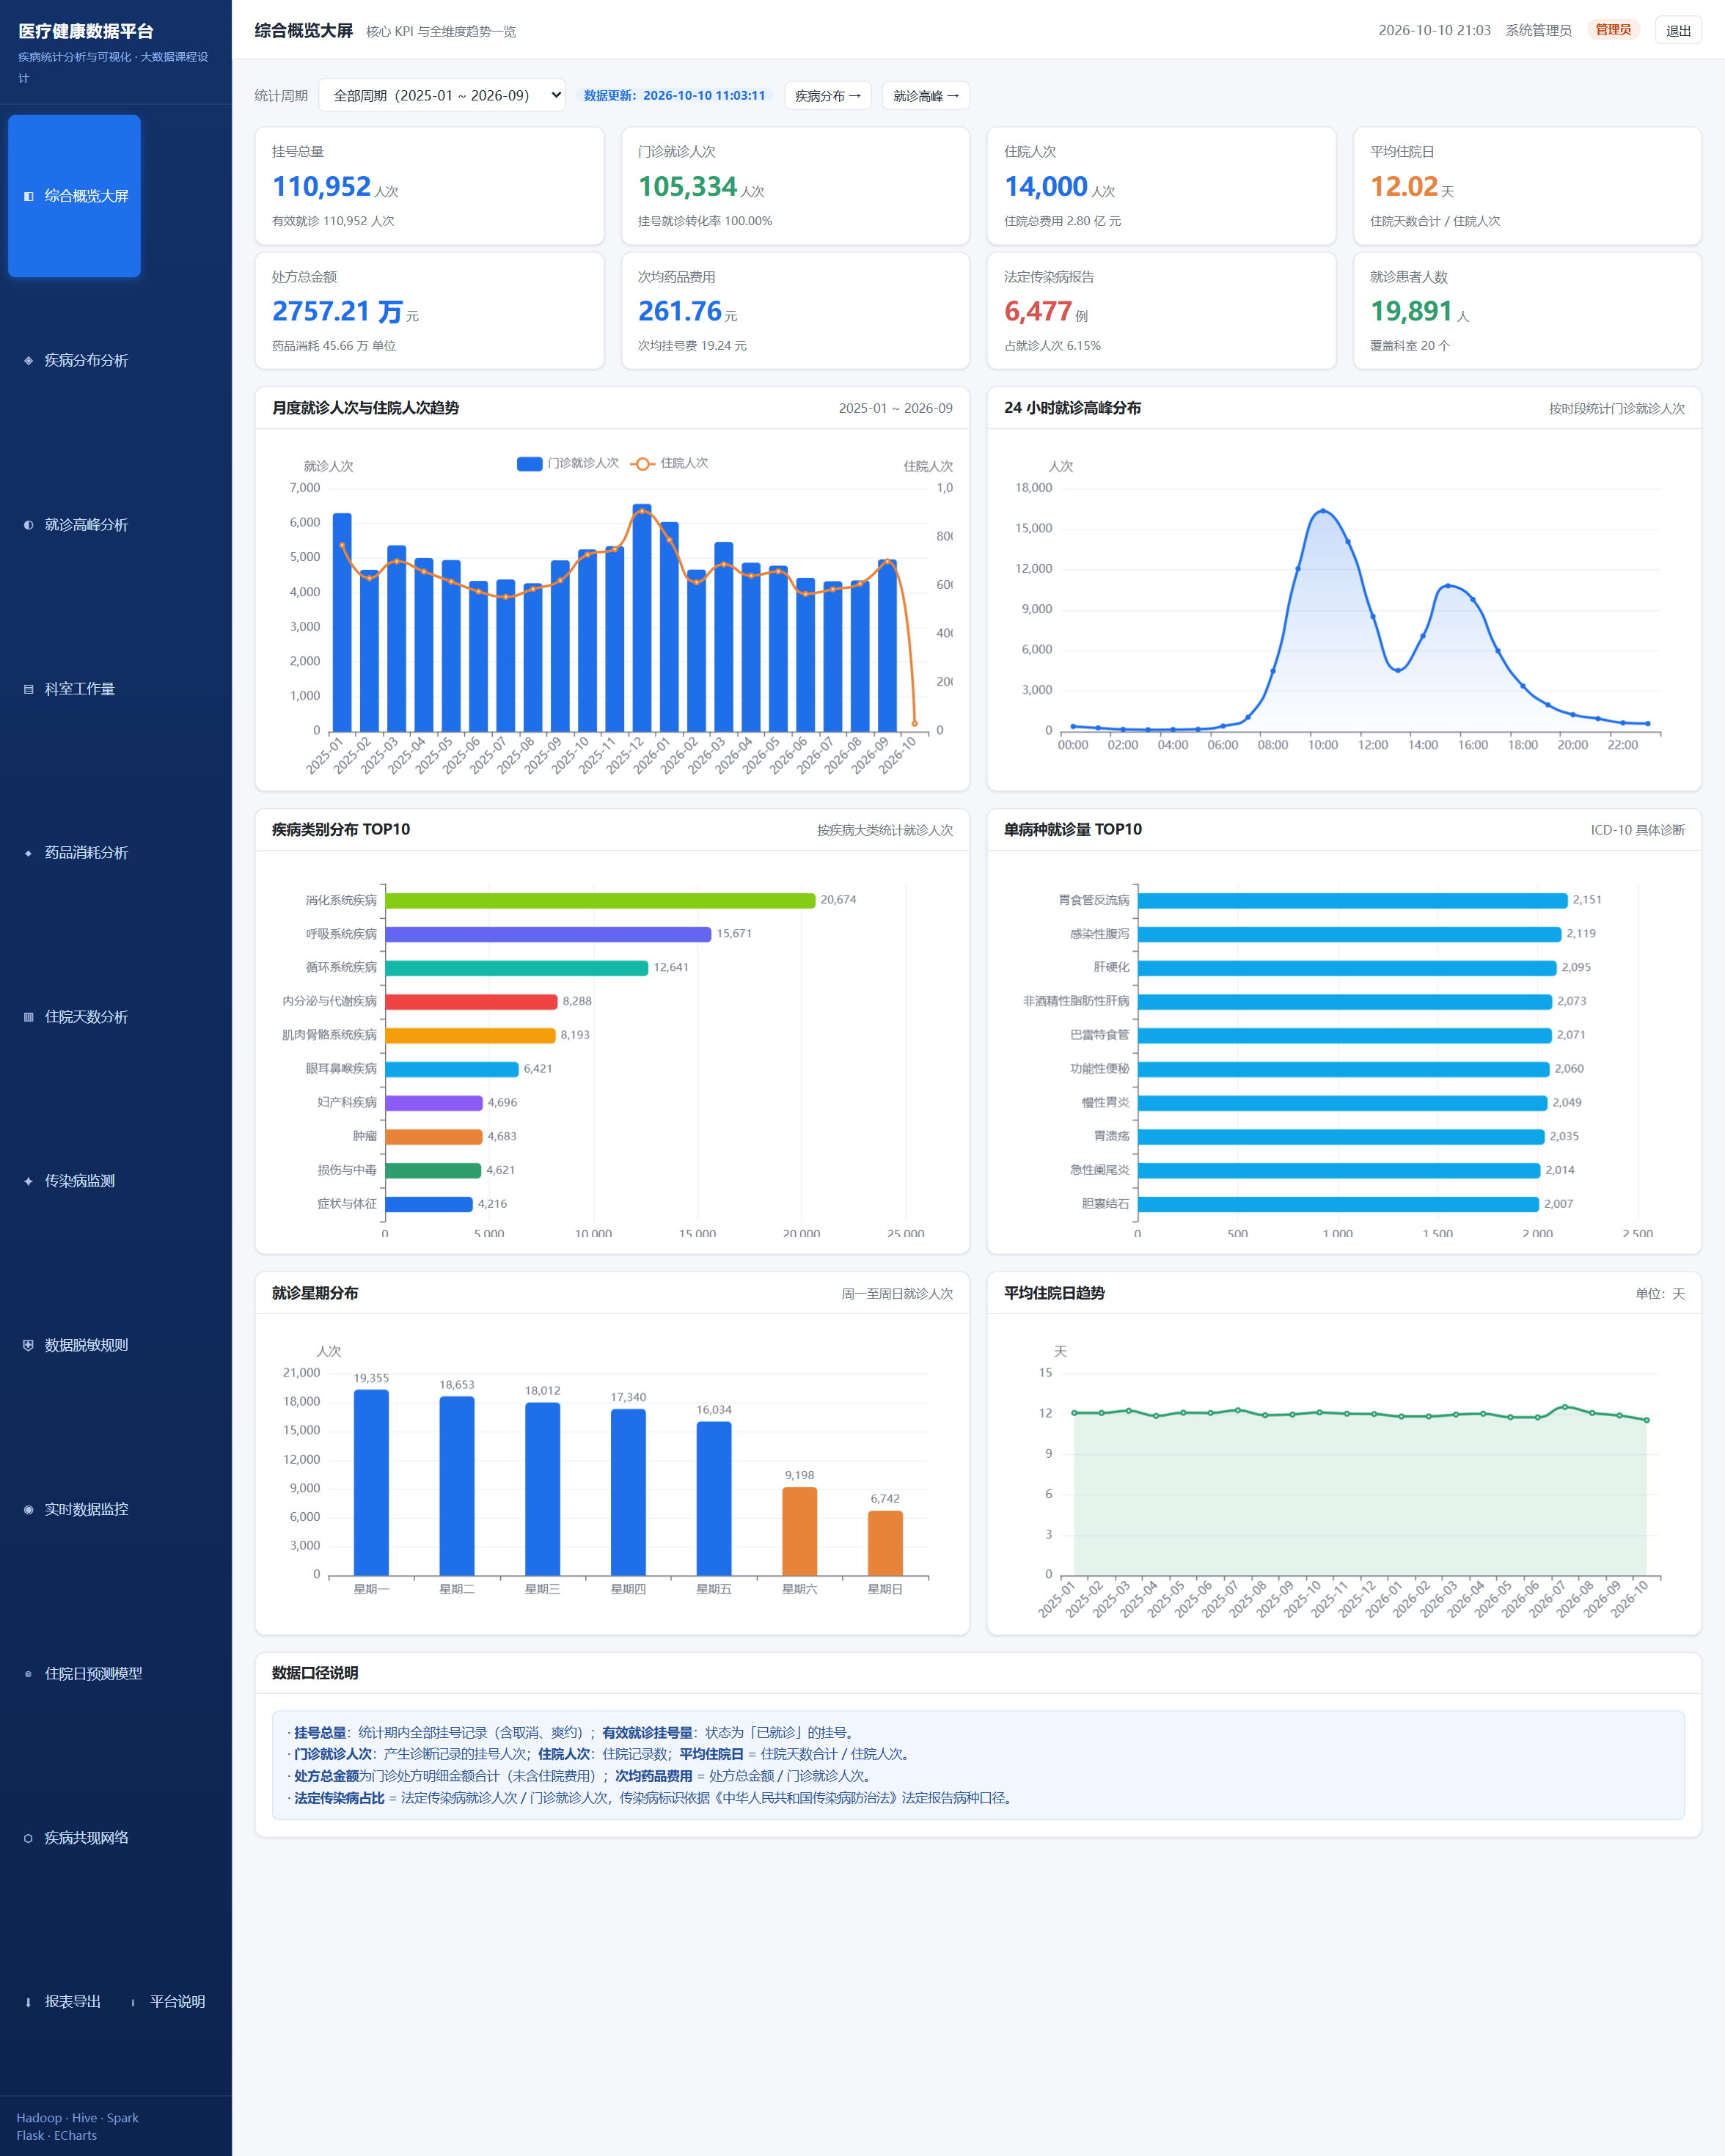 医疗健康数据平台
疾病统计分析与可视化 · 大数据课程设
计
综合概览大屏
疾病分布分析
就诊高峰分析
科室工作量
药品消耗分析
住院天数分析
传染病监测
数据脱敏规则
实时数据监控
住院日预测模型
疾病共现网络
报表导出 平台说明
Hadoop · Hive · Spark
Flask · ECharts
综合概览大屏 核心 KPI 与全维度趋势一览 2026-10-10 21:03 系统管理员 管理员 退出
统计周期 全部周期（2025-01 ~ 2026-09） 数据更新：2026-10-10 11:03:11 疾病分布 → 就诊高峰 →
挂号总量
110,952 人次
有效就诊 110,952 人次
门诊就诊人次
105,334 人次
挂号就诊转化率 100.00%
住院人次
14,000 人次
住院总费用 2.80 亿 元
平均住院日
12.02 天
住院天数合计 / 住院人次
处方总金额
2757.21 万 元
药品消耗 45.66 万 单位
次均药品费用
261.76 元
次均挂号费 19.24 元
法定传染病报告
6,477 例
占就诊人次 6.15%
就诊患者人数
19,891 人
覆盖科室 20 个
月度就诊人次与住院人次趋势 2025-01 ~ 2026-09
就诊人次 门诊就诊人次 住院人次 住院人次
7,000 1,0
6,000 800
5,000 600
4,000 400
3,000 200
2,000 0
1,000
0
2025-01 2025-02 2025-03 2025-04 2025-05 2025-06 2025-07 2025-08 2025-09 2025-10 2025-11 2025-12 2026-01 2026-02 2026-03 2026-04 2026-05 2026-06 2026-07 2026-08 2026-09 2026-10
24 小时就诊高峰分布 按时段统计门诊就诊人次
人次
18,000
15,000
12,000
9,000
6,000
3,000
0
00:00 02:00 04:00 06:00 08:00 10:00 12:00 14:00 16:00 18:00 20:00 22:00
疾病类别分布 TOP10 按疾病大类统计就诊人次
消化系统疾病 20,674
呼吸系统疾病 15,671
循环系统疾病 12,641
内分泌与代谢疾病 8,288
肌肉骨骼系统疾病 8,193
眼耳鼻喉疾病 6,421
妇产科疾病 4,696
肿瘤 4,683
损伤与中毒 4,621
症状与体征 4,216
0 5,000 10,000 15,000 20,000 25,000
单病种就诊量 TOP10 ICD-10 具体诊断
胃食管反流病 2,151
感染性腹泻 2,119
肝硬化 2,095
非酒精性脂肪性肝病 2,073
巴雷特食管 2,071
功能性便秘 2,060
慢性胃炎 2,049
胃溃疡 2,035
急性阑尾炎 2,014
胆囊结石 2,007
0 500 1,000 1,500 2,000 2,500
就诊星期分布 周一至周日就诊人次
人次
21,000
18,000
15,000
12,000
9,000
6,000
3,000
0
19,355 18,653 18,012 17,340 16,034 9,198 6,742
星期一 星期二 星期三 星期四 星期五 星期六 星期日
平均住院日趋势 单位：天
天
15
12
9
6
3
0
2025-01 2025-02 2025-03 2025-04 2025-05 2025-06 2025-07 2025-08 2025-09 2025-10 2025-11 2025-12 2026-01 2026-02 2026-03 2026-04 2026-05 2026-06 2026-07 2026-08 2026-09 2026-10
数据口径说明
· 挂号总量：统计期内全部挂号记录（含取消、爽约）；有效就诊挂号量：状态为「已就诊」的挂号。
· 门诊就诊人次：产生诊断记录的挂号人次；住院人次：住院记录数；平均住院日 = 住院天数合计 / 住院人次。
· 处方总金额为门诊处方明细金额合计（未含住院费用）；次均药品费用 = 处方总金额 / 门诊就诊人次。
· 法定传染病占比 = 法定传染病就诊人次 / 门诊就诊人次，传染病标识依据《中华人民共和国传染病防治法》法定报告病种口径。